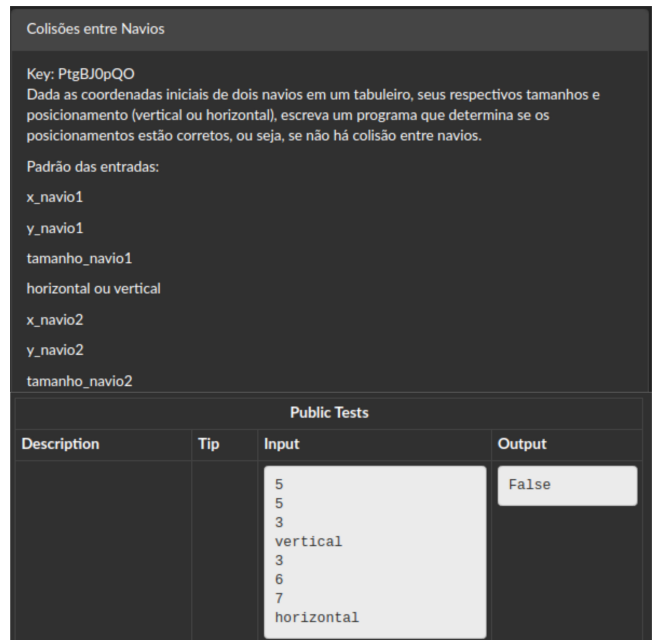 Colisões entre Navios
Key: PtgBJ0pQO
Dada as coordenadas iniciais de dois navios em um tabuleiro, seus respectivos tamanhos e
posicionamento (vertical ou horizontal), escreva um programa que determina se os
posicionamentos estão corretos, ou seja, se não há colisão entre navios.
Padrão das entradas:
x_navio1
y_navio1
tamanho_navio1
horizontal ou vertical
x_navio2
y_navio2
tamanho_navio2
Public Tests
Description Tip Input Output
5 False
5
3
vertical
3
6
7
horizontal